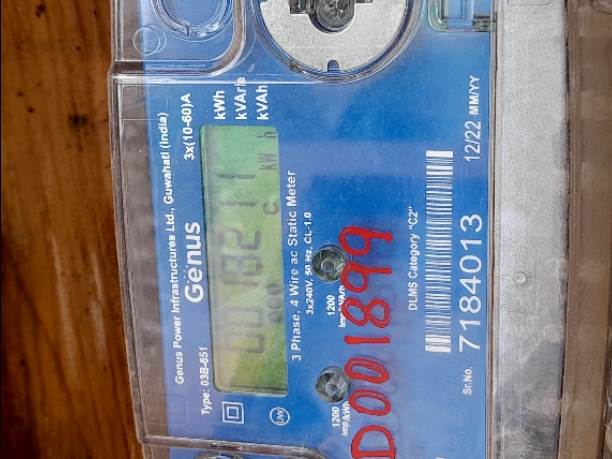 Genus Power Infrastructures Ltd., Guwahati (India)
Type: 03B-651
Genus
3x(10-60)A
kWh
kVArh
kVAh
kW h
3 Phase, 4 Wire ac Static Meter
3x240V, 50 Hz, CL-1.0
1200
imp/kWh
1200
D001899
DLMS Category "C2"
Sr.No. 7184013
12/22 MM/YY